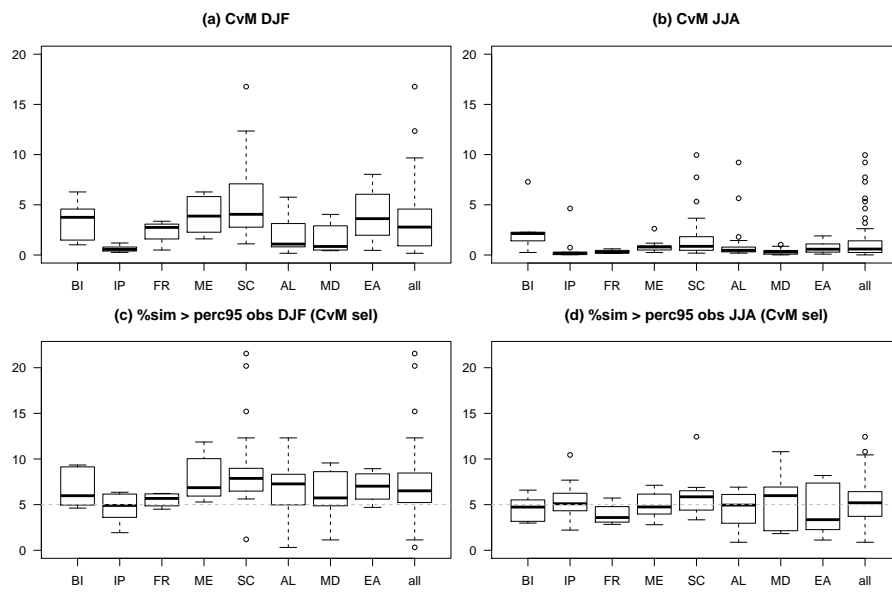 (a) CvM DJF
20
15
10
5
0
BI IP FR ME SC AL MD EA all
(b) CvM JJA
20
15
10
5
0
BI IP FR ME SC AL MD EA all
(c) %sim > perc95 obs DJF (CvM sel)
20
15
10
5
0
BI IP FR ME SC AL MD EA all
(d) %sim > perc95 obs JJA (CvM sel)
20
15
10
5
0
BI IP FR ME SC AL MD EA all